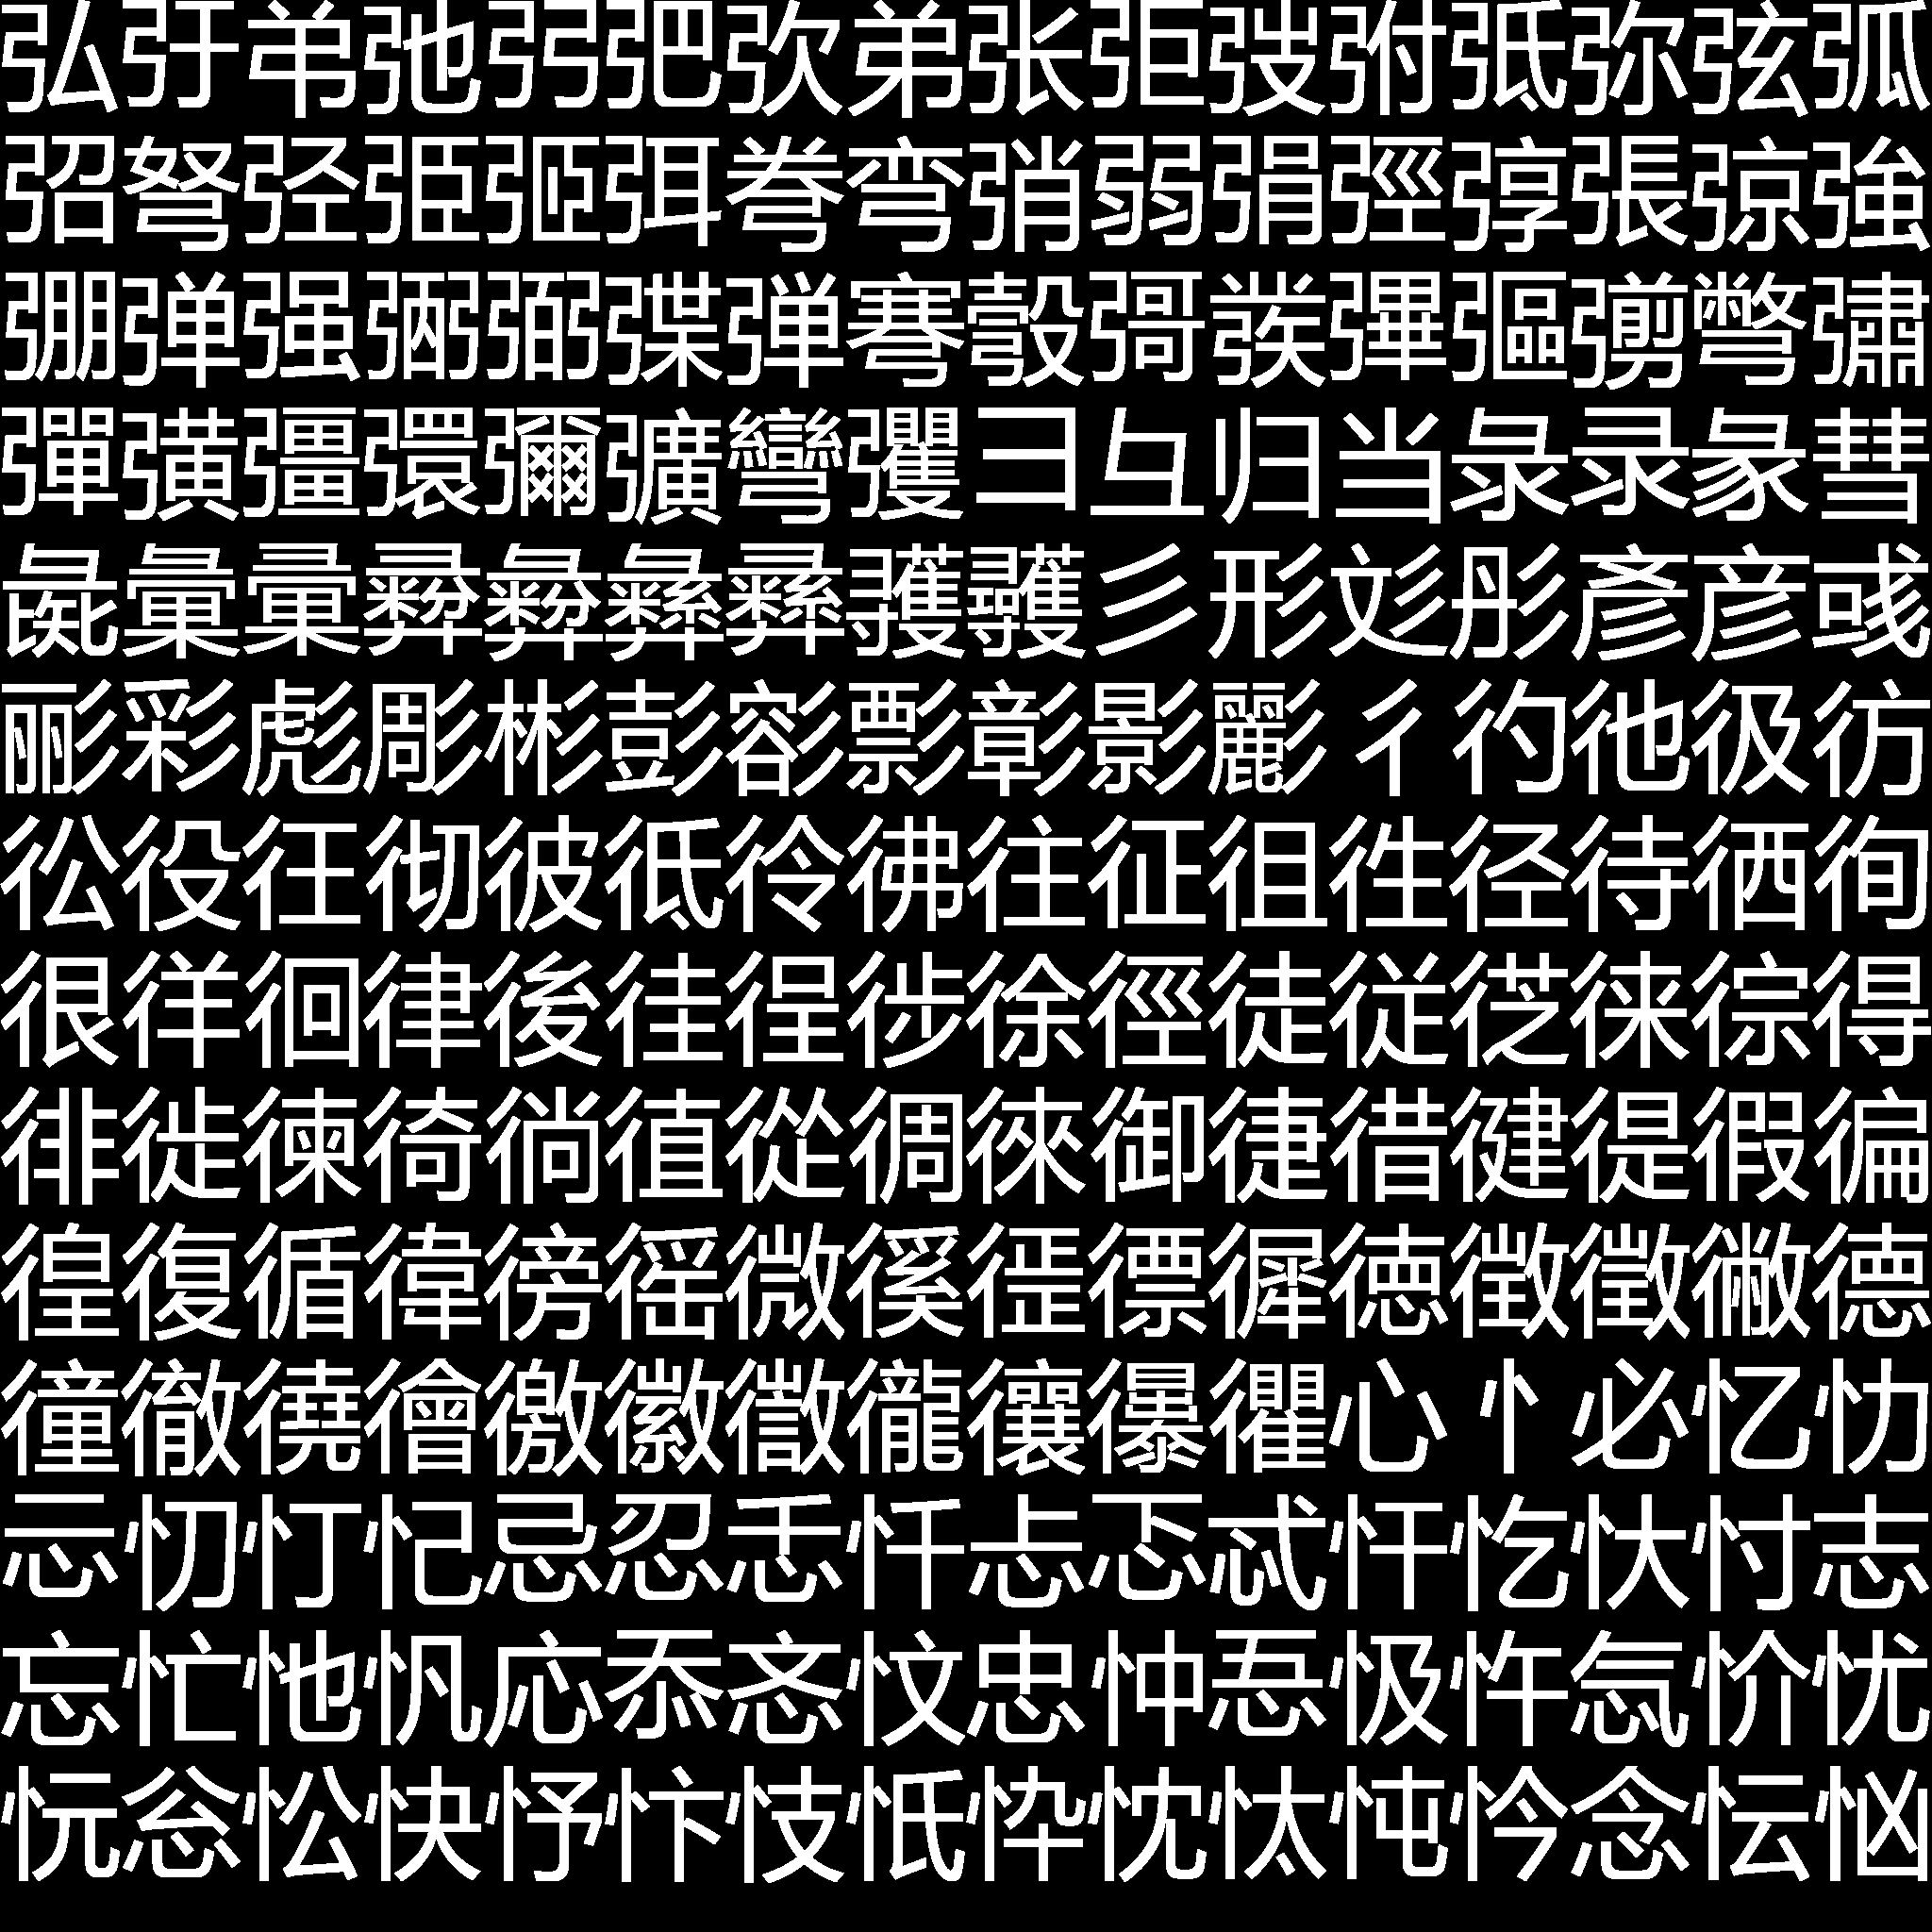 弘弙弚弛弜弝弞弟张弡弢弣弤弥弦弧
弨弩弪弫弬弭弮弯弰弱弲弳弴張弶強
弸弹强弻弼弽弾弿彀彁彂彃彄彅彆彇
彈彉彊彋彌彍彎彏彐彑归当彔录彖彗
彘彙彚彛彜彝彞彟彠彡形彣彤彥彦彧
彨彩彪彫彬彭彮彯彰影彲彳彴彵彶彷
彸役彺彻彼彽彾彿往征徂徃径待徆徇
很徉徊律後徍徎徏徐徑徒従徔徕徖得
徘徙徚徛徜徝從徟徠御徢徣徤徥徦徧
徨復循徫徬徭微徯徰徱徲徳徴徵徶德
徸徹徺徻徼徽徾徿忀忁忂心忄必忆忇
忈忉忊忋忌忍忎忏忐忑忒忓忔忕忖志
忘忙忚忛応忝忞忟忠忡忢忣忤忥忦忧
忨忩忪快忬忭忮忯忰忱忲忳忴念忶忷